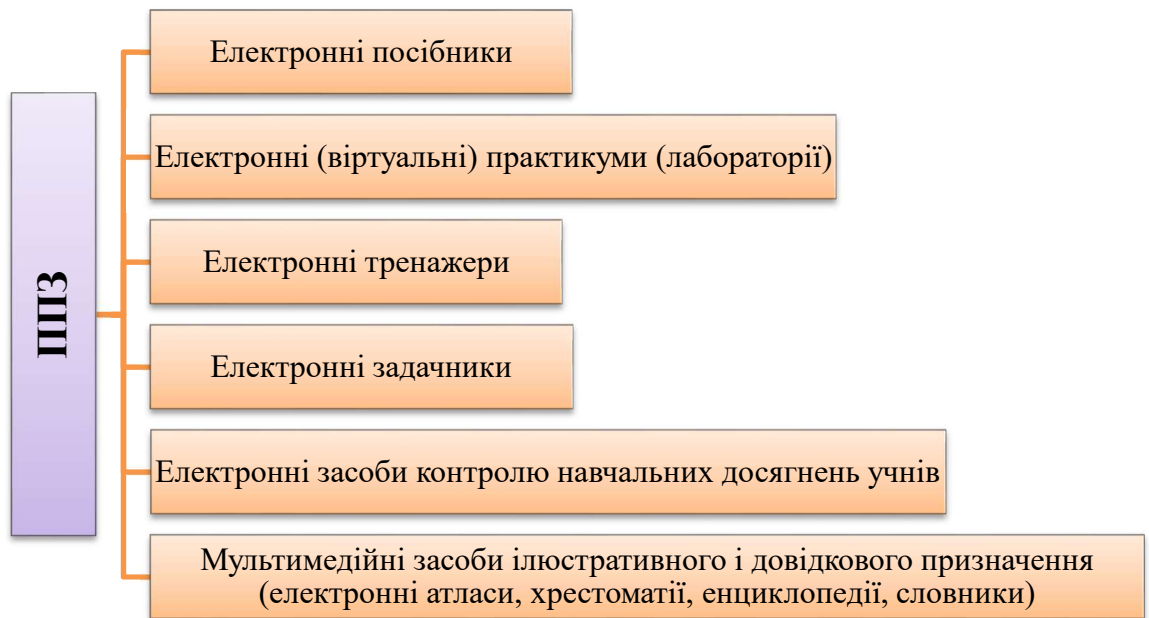 ППЗ
Електронні посібники
Електронні (віртуальні) практикуми (лабораторії)
Електронні тренажери
Електронні задачники
Електронні засоби контролю навчальних досягнень учнів
Мультимедійні засоби ілюстративного і довідкового призначення
(електронні атласи, хрестоматії, енциклопедії, словники)